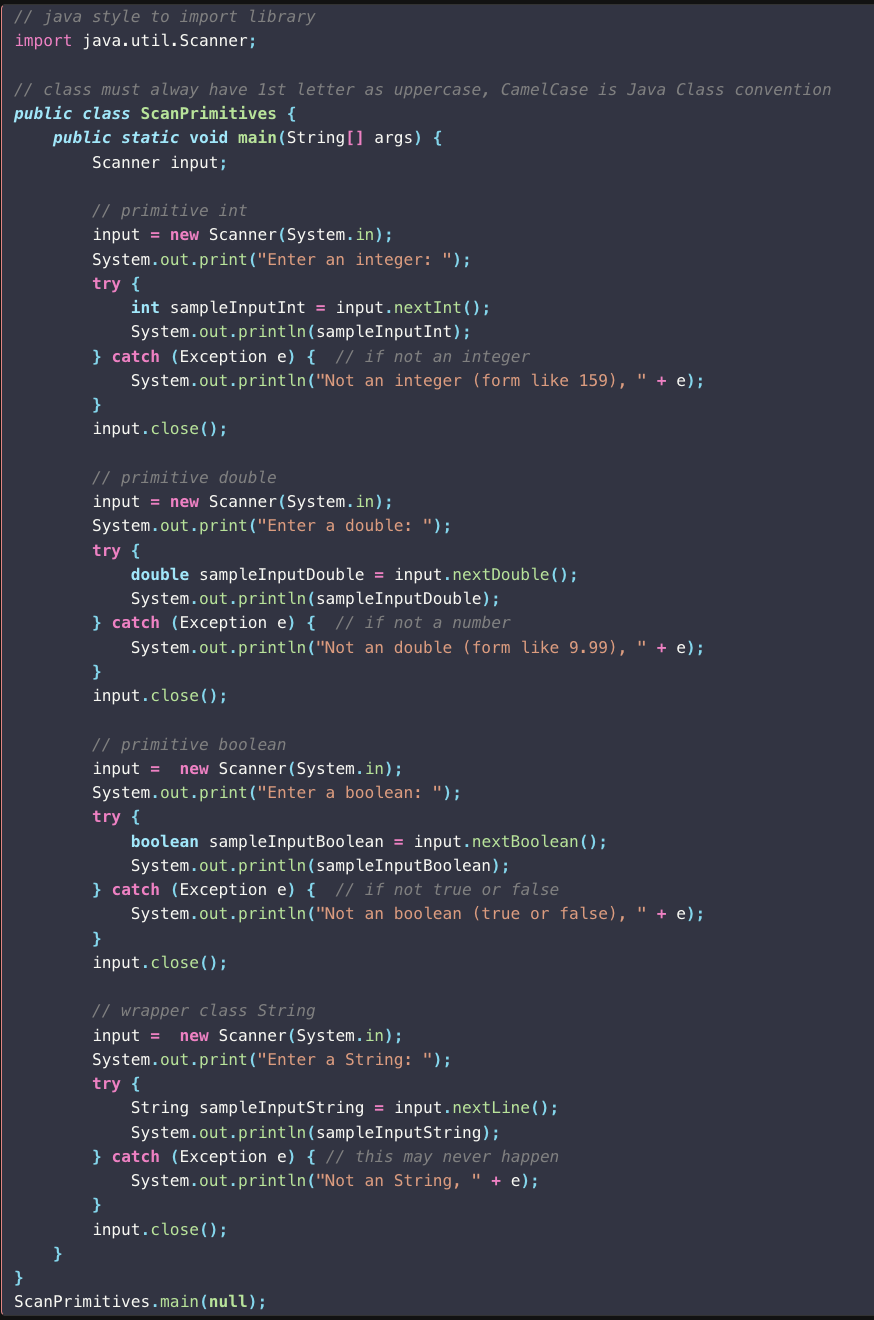 // java style to import library
import java.util.Scanner;

// class must alway have 1st letter as uppercase, CamelCase is Java Class convention
public class ScanPrimitives {
    public static void main(String[] args) {
        Scanner input;

        // primitive int
        input = new Scanner(System.in);
        System.out.print("Enter an integer: ");
        try {
            int sampleInputInt = input.nextInt();
            System.out.println(sampleInputInt);
        } catch (Exception e) {  // if not an integer
            System.out.println("Not an integer (form like 159), " + e);
        }
        input.close();

        // primitive double
        input = new Scanner(System.in);
        System.out.print("Enter a double: ");
        try {
            double sampleInputDouble = input.nextDouble();
            System.out.println(sampleInputDouble);
        } catch (Exception e) {  // if not a number
            System.out.println("Not an double (form like 9.99), " + e);
        }
        input.close();

        // primitive boolean
        input =  new Scanner(System.in);
        System.out.print("Enter a boolean: ");
        try {
            boolean sampleInputBoolean = input.nextBoolean();
            System.out.println(sampleInputBoolean);
        } catch (Exception e) {  // if not true or false
            System.out.println("Not an boolean (true or false), " + e);
        }
        input.close();

        // wrapper class String
        input =  new Scanner(System.in);
        System.out.print("Enter a String: ");
        try {
            String sampleInputString = input.nextLine();
            System.out.println(sampleInputString);
        } catch (Exception e) { // this may never happen
            System.out.println("Not an String, " + e);
        }
        input.close();
    }
}
ScanPrimitives.main(null);